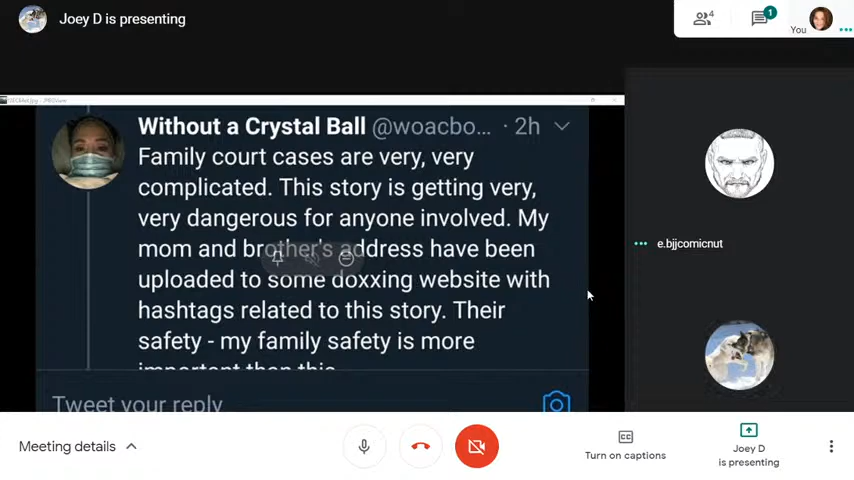 Joey D is presenting
4
1
You
Without a Crystal Ball @woacbo... · 2h
Family court cases are very, very
complicated. This story is getting very,
very dangerous for anyone involved. My
mom and brother's address have been
uploaded to some doxxing website with
hashtags related to this story. Their
safety - my family safety is more
important than this
Tweet your reply
e.bjjcomicnut
Meeting details
Turn on captions
Joey D
is presenting